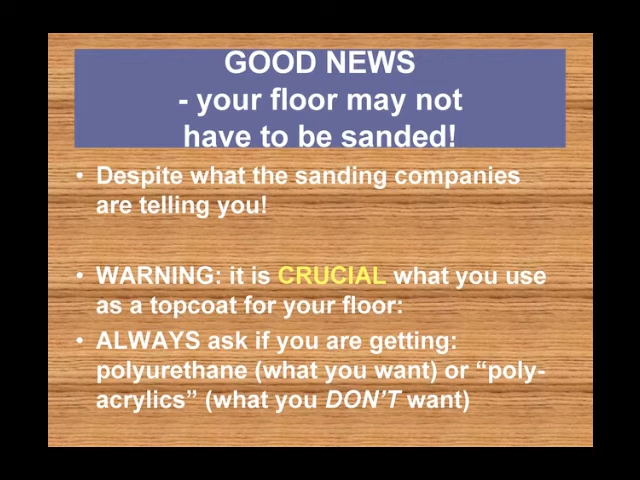 GOOD NEWS
- your floor may not
have to be sanded!
• Despite what the sanding companies
are telling you!
• WARNING: it is CRUCIAL what you use
as a topcoat for your floor:
• ALWAYS ask if you are getting:
polyurethane (what you want) or “poly-
acrylics” (what you DON’T want)